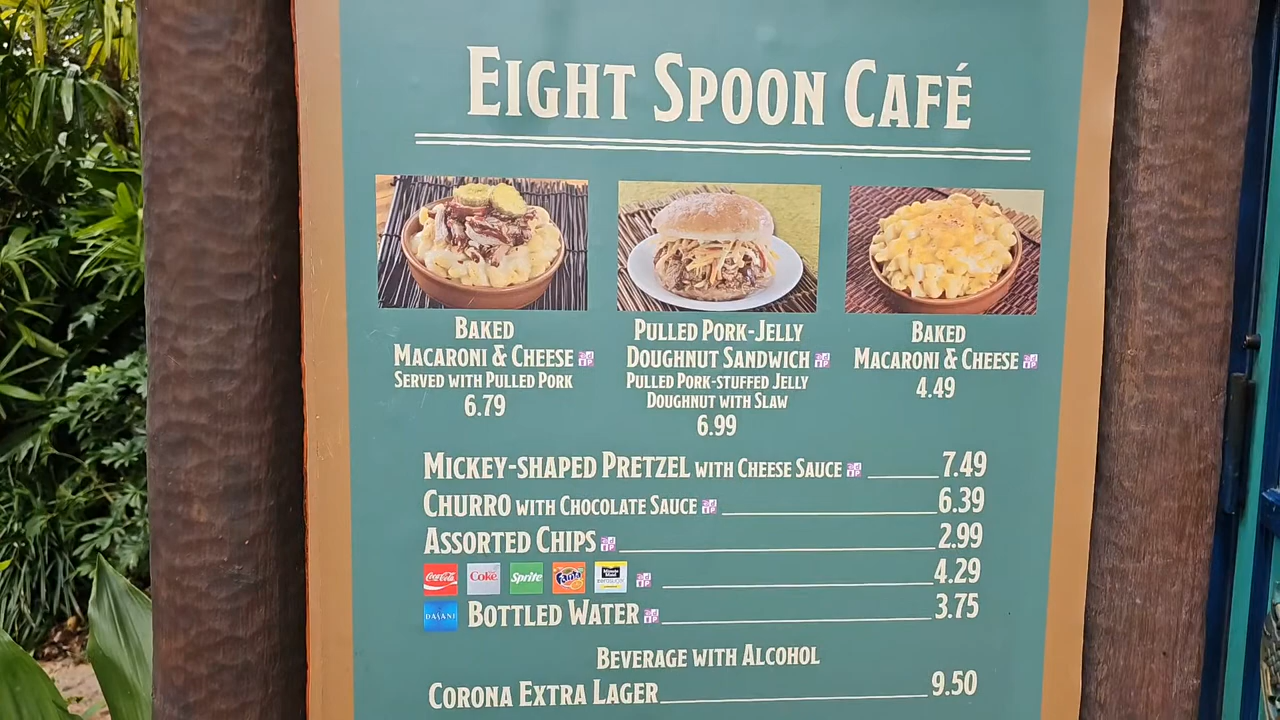 EIGHT SPOON CAFÉ
BAKED
MACARONI & CHEESE
SERVED WITH PULLED PORK
6.79
PULLED PORK-JELLY
DOUGHNUT SANDWICH
PULLED PORK-STUFFED JELLY
DOUGHNUT WITH SLAW
6.99
BAKED
MACARONI & CHEESE
4.49
MICKEY-SHAPED PRETZEL WITH CHEESE SAUCE 7.49
CHURRO WITH CHOCOLATE SAUCE 6.39
ASSORTED CHIPS 2.99
Coca-Cola Diet Coke Sprite Fanta Minute Maid 4.29
DASANI BOTTLED WATER 3.75
BEVERAGE WITH ALCOHOL
CORONA EXTRA LAGER 9.50